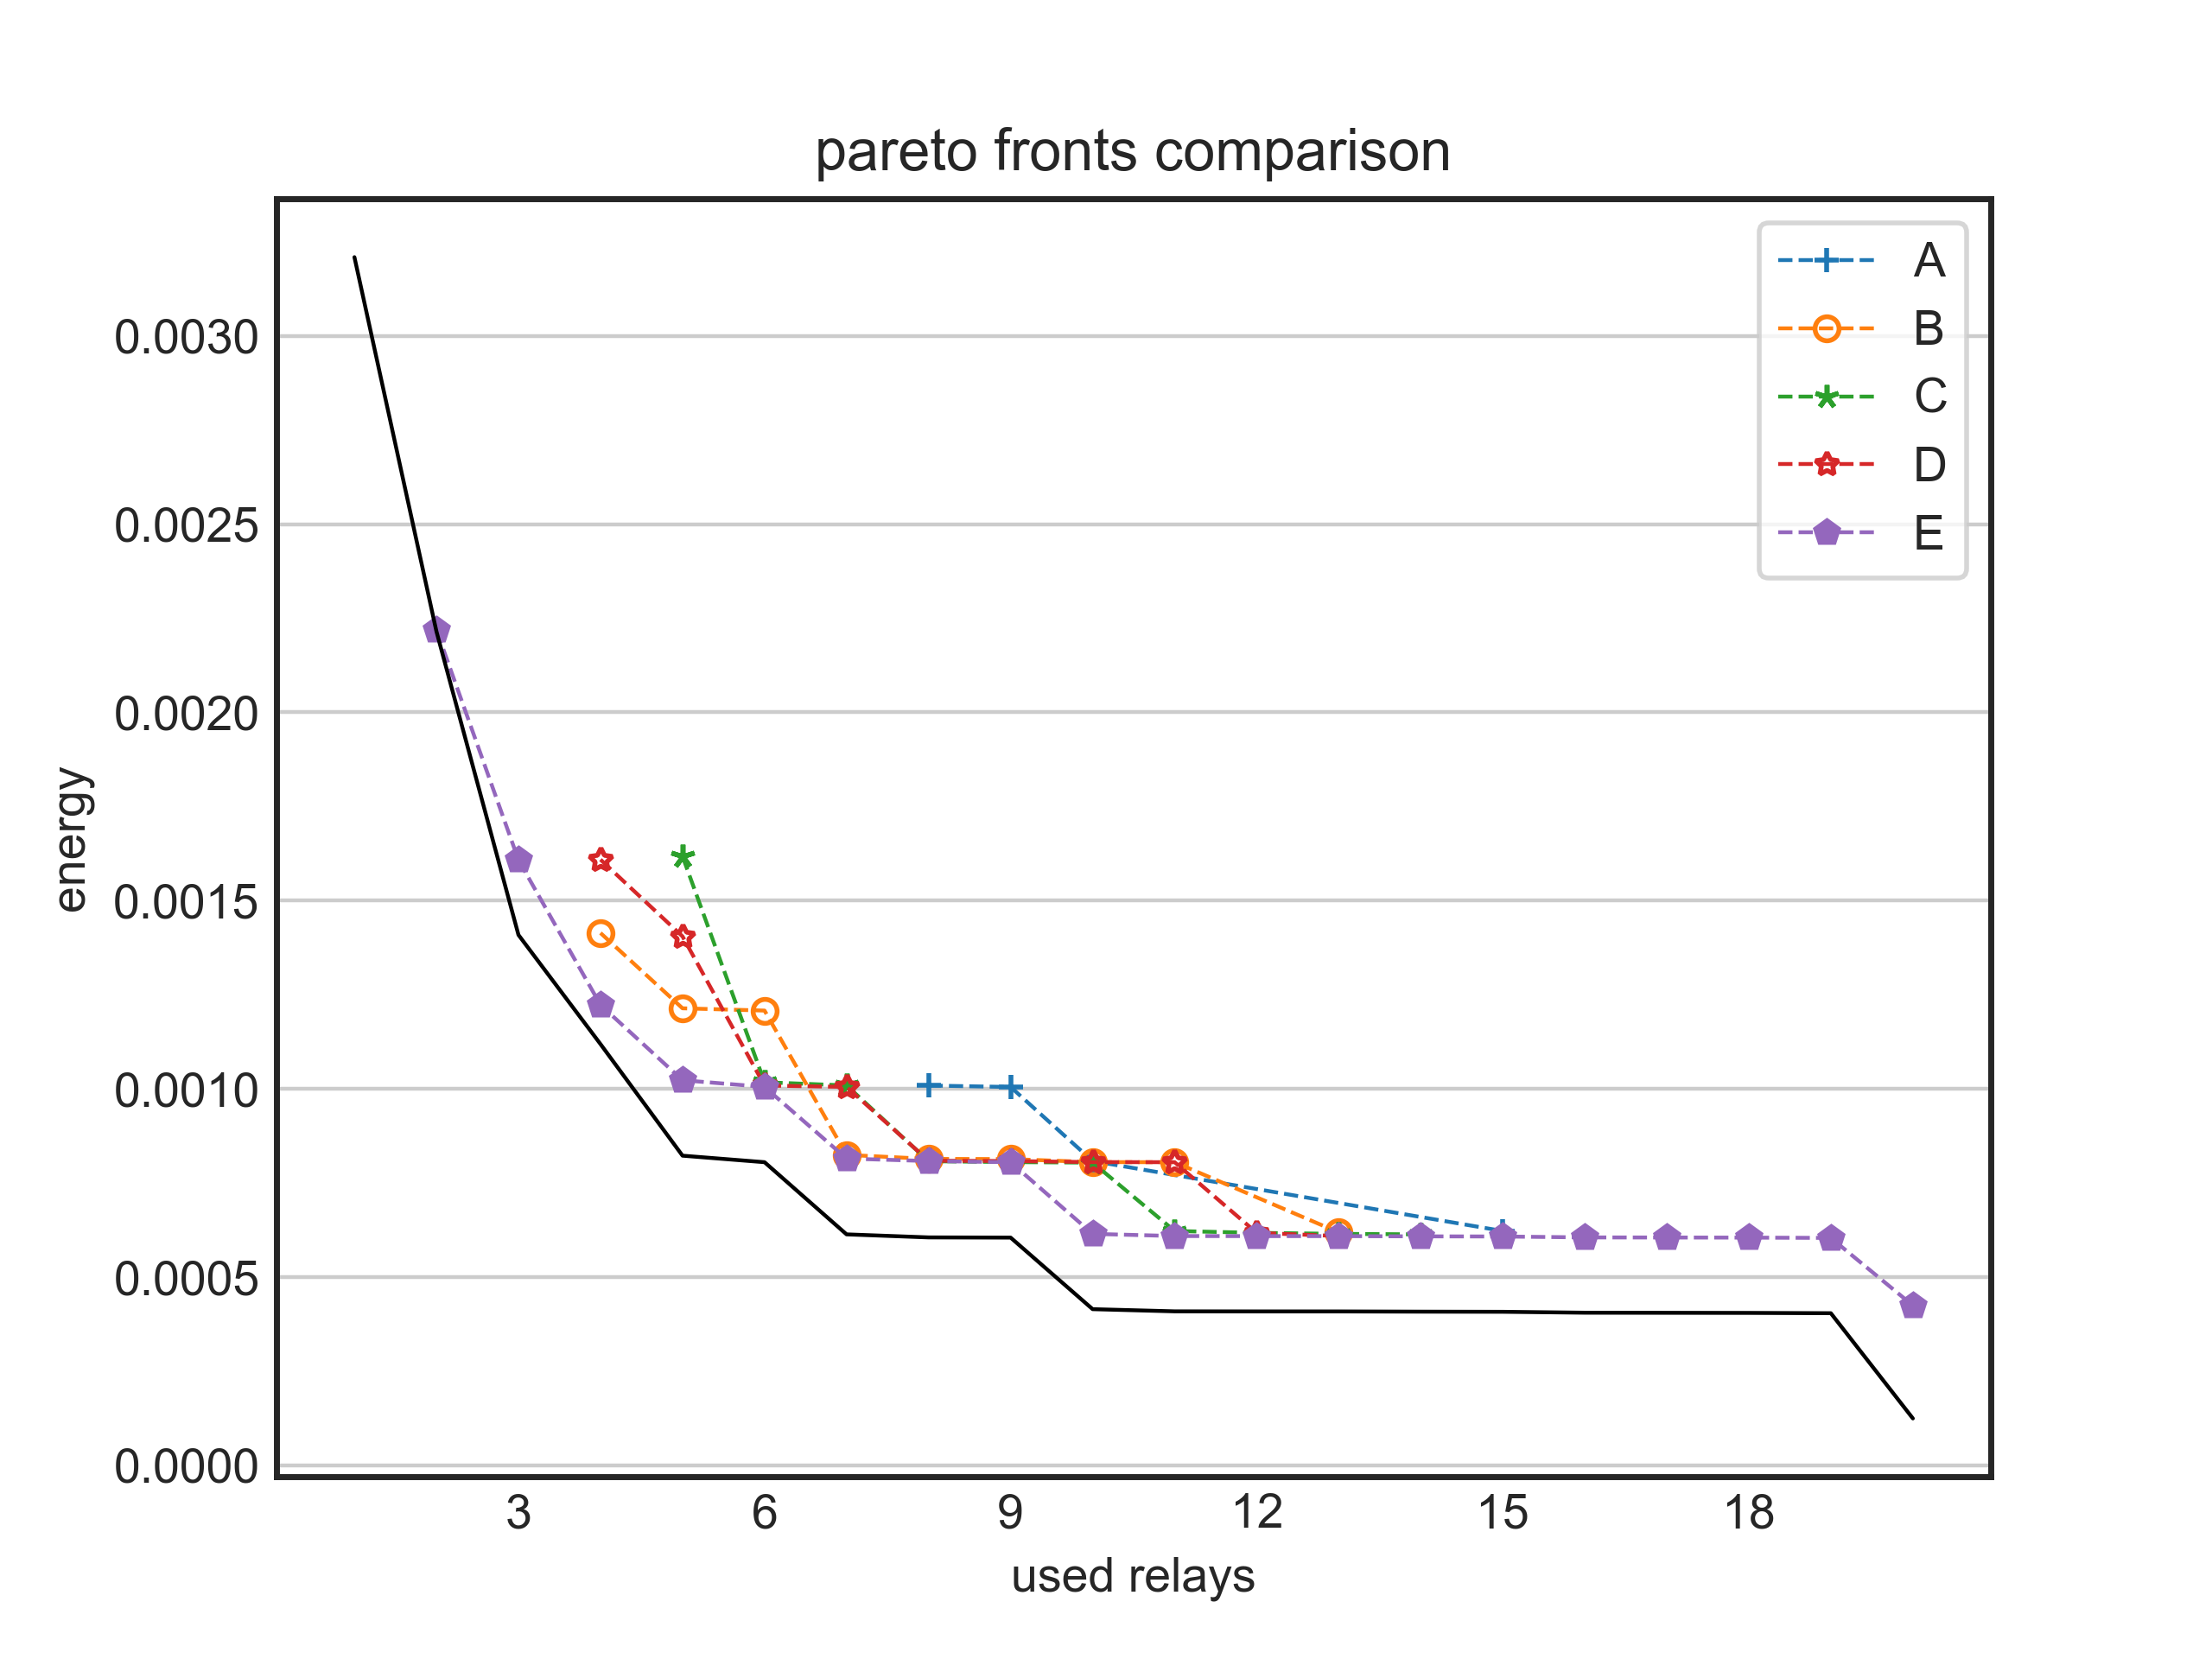 pareto fronts comparison
A
B
C
D
E
energy
0.0030
0.0025
0.0020
0.0015
0.0010
0.0005
0.0000
3 6 9 12 15 18
used relays